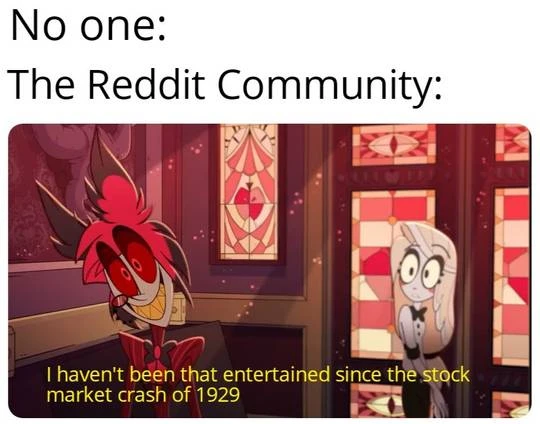 No one:
The Reddit Community:
I haven't been that entertained since the stock
market crash of 1929